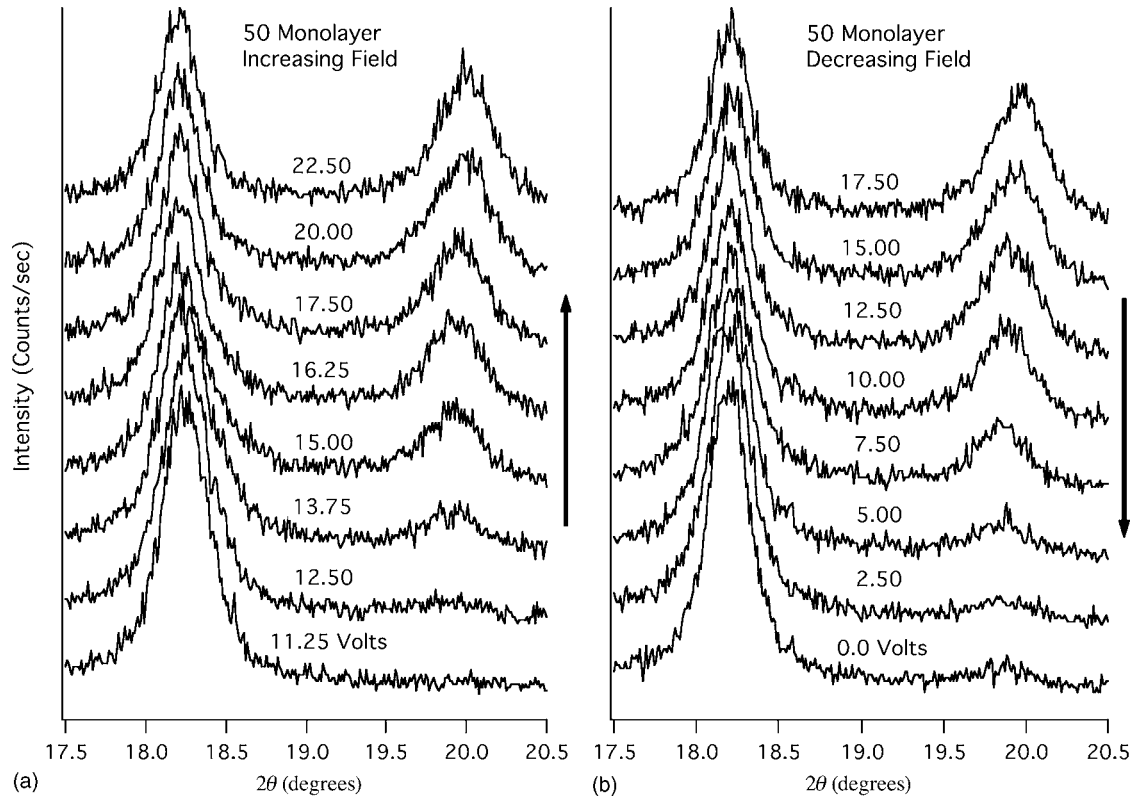 50 Monolayer
Increasing Field
22.50
20.00
17.50
16.25
15.00
13.75
12.50
11.25 Volts
Intensity (Counts/sec)
17.5 18.0 18.5 19.0 19.5 20.0 20.5
2θ (degrees)
(a)
50 Monolayer
Decreasing Field
17.50
15.00
12.50
10.00
7.50
5.00
2.50
0.0 Volts
17.5 18.0 18.5 19.0 19.5 20.0 20.5
2θ (degrees)
(b)